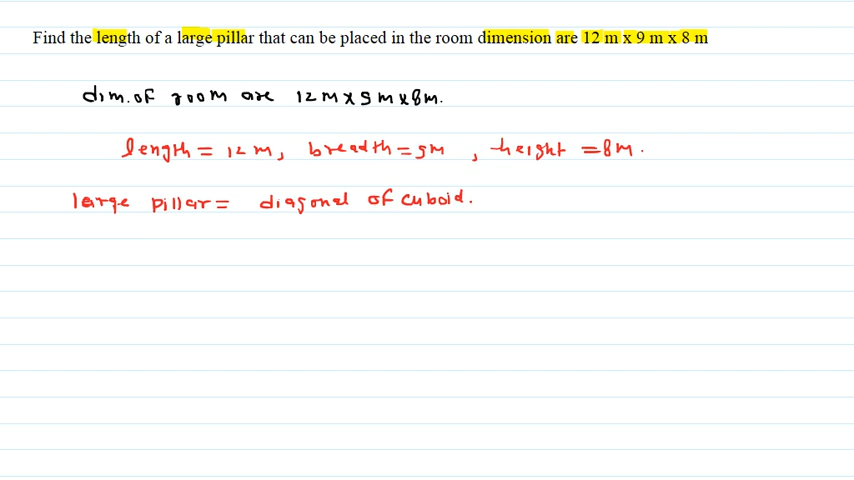 Find the length of a large pillar that can be placed in the room dimension are 12 m x 9 m x 8 m
dim. of room are 12 m x 9 m x 8 m.
length = 12 m, breadth = 9 m, height = 8 m.
large pillar = diagonal of cuboid.